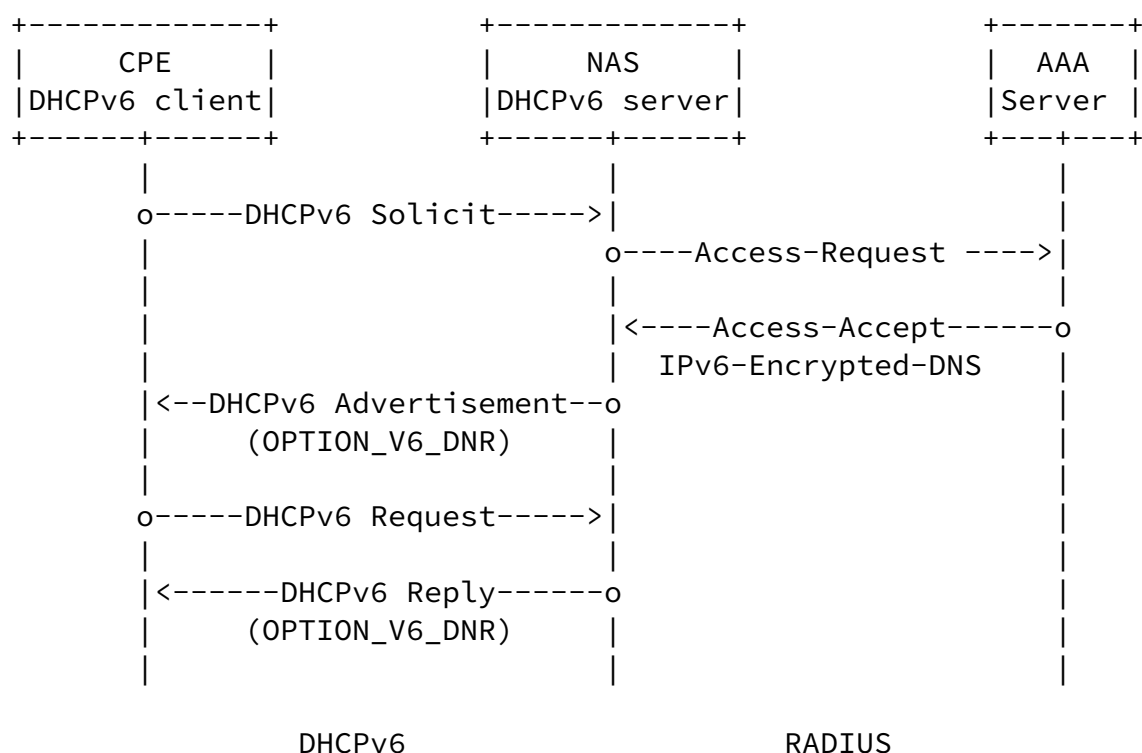 +-------------+               +-------------+               +-------+
|     CPE     |               |     NAS     |               |  AAA  |
|DHCPv6 client|               |DHCPv6 server|               |Server |
+------+------+               +------+------+               +---+---+
       |                             |                          |
       o-----DHCPv6 Solicit----->|                          |
       |                             o----Access-Request ---->|
       |                             |                          |
       |                             |<----Access-Accept------o
       |                             |   IPv6-Encrypted-DNS     |
       |<--DHCPv6 Advertisement--o                          |
       |      (OPTION_V6_DNR)        |                          |
       |                             |                          |
       o-----DHCPv6 Request----->|                          |
       |                             |                          |
       |<------DHCPv6 Reply------o                          |
       |      (OPTION_V6_DNR)        |                          |
       |                             |                          |
DHCPv6                               RADIUS